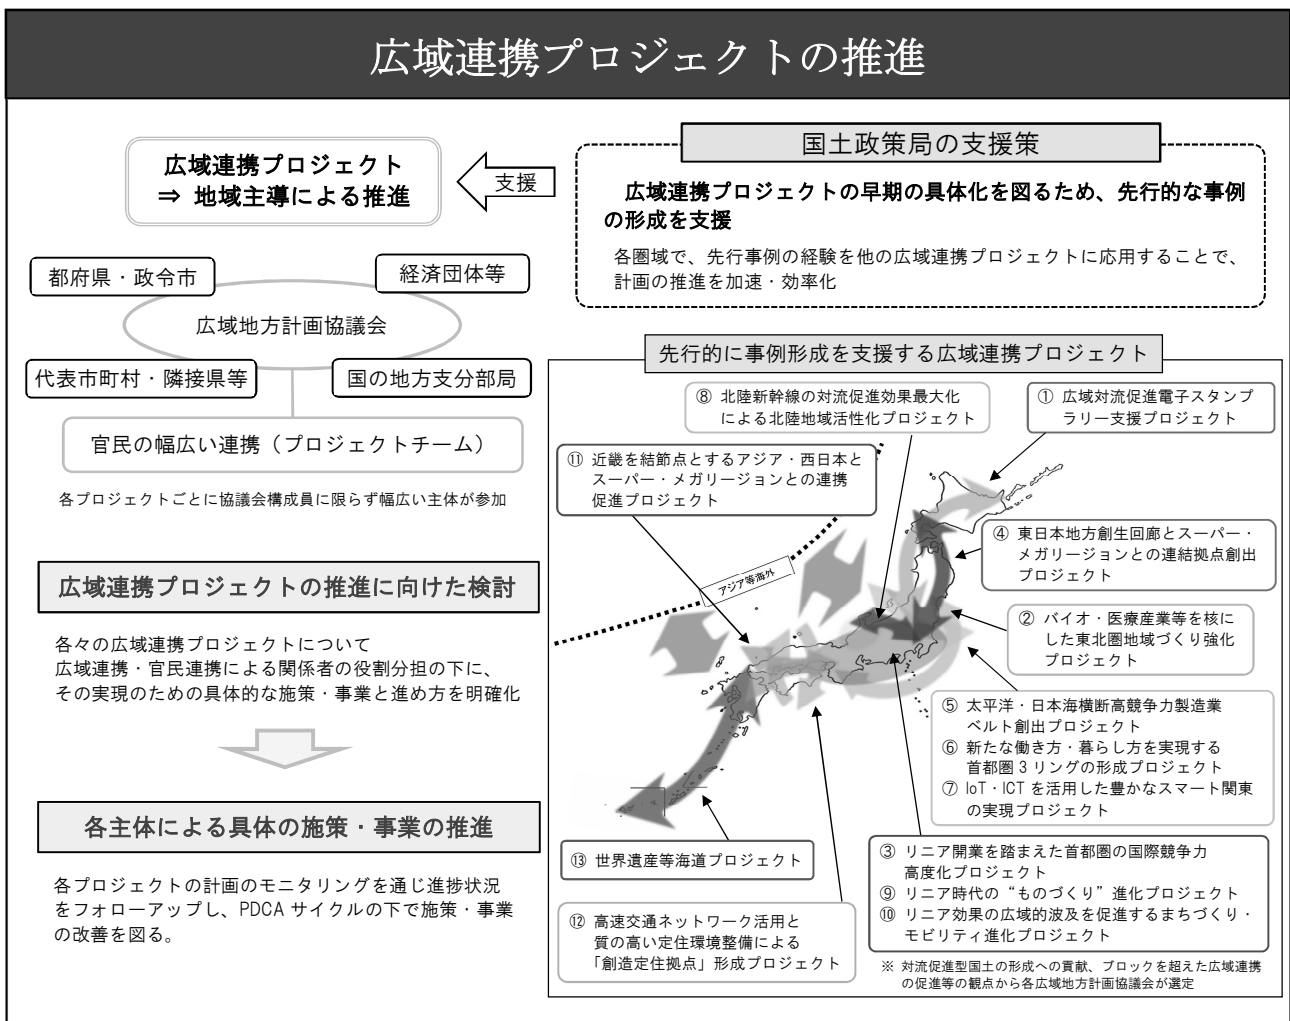 広域連携プロジェクトの推進
広域連携プロジェクト
⇒ 地域主導による推進
支援
国土政策局の支援策
広域連携プロジェクトの早期の具体化を図るため、先行的な事例
の形成を支援
各圏域で、先行事例の経験を他の広域連携プロジェクトに応用することで、
計画の推進を加速・効率化
都府県・政令市
経済団体等
広域地方計画協議会
代表市町村・隣接県等
国の地方支分部局
官民の幅広い連携（プロジェクトチーム）
各プロジェクトごとに協議会構成員に限らず幅広い主体が参加
広域連携プロジェクトの推進に向けた検討
各々の広域連携プロジェクトについて
広域連携・官民連携による関係者の役割分担の下に、
その実現のための具体的な施策・事業と進め方を明確化
各主体による具体の施策・事業の推進
各プロジェクトの計画のモニタリングを通じ進捗状況
をフォローアップし、PDCA サイクルの下で施策・事業
の改善を図る。
先行的に事例形成を支援する広域連携プロジェクト
⑧ 北陸新幹線の対流促進効果最大化
による北陸地域活性化プロジェクト
① 広域対流促進電子スタンプ
ラリー支援プロジェクト
⑪ 近畿を結節点とするアジア・西日本と
スーパー・メガリージョンとの連携
促進プロジェクト
④ 東日本地方創生回廊とスーパー・
メガリージョンとの連結拠点創出
プロジェクト
アジア等海外
② バイオ・医療産業等を核に
した東北圏地域づくり強化
プロジェクト
⑤ 太平洋・日本海横断高競争力製造業
ベルト創出プロジェクト
⑥ 新たな働き方・暮らし方を実現する
首都圏 3 リングの形成プロジェクト
⑦ IoT・ICT を活用した豊かなスマート関東
の実現プロジェクト
③ リニア開業を踏まえた首都圏の国際競争力
高度化プロジェクト
⑨ リニア時代の“ものづくり”進化プロジェクト
⑩ リニア効果の広域的波及を促進するまちづくり・
モビリティ進化プロジェクト
⑬ 世界遺産等海道プロジェクト
⑫ 高速交通ネットワーク活用と
質の高い定住環境整備による
「創造定住拠点」形成プロジェクト
※ 対流促進型国土の形成への貢献、ブロックを超えた広域連携
の促進等の観点から各広域地方計画協議会が選定